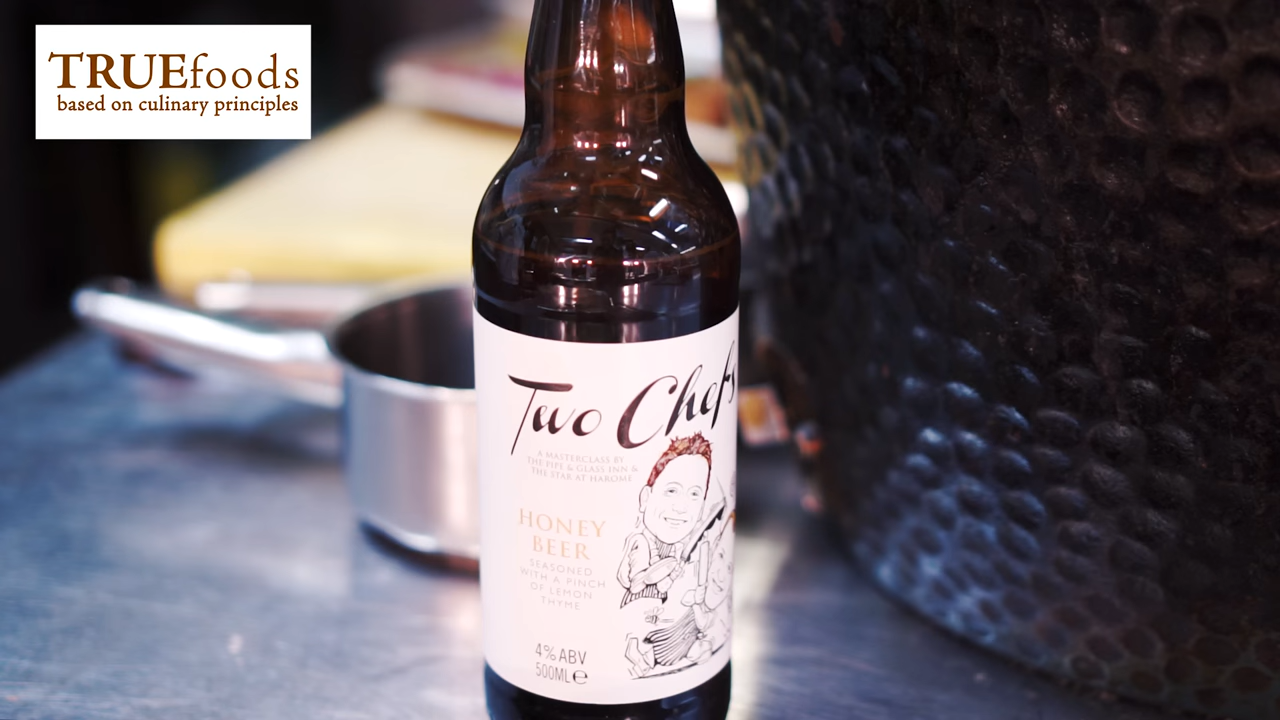 TRUEfoods
based on culinary principles
Two Chefs
A MASTERCLASS BY
THE PIPE & GLASS INN &
THE STAR AT HAROME
HONEY
BEER
SEASONED
WITH A PINCH
OF LEMON
THYME
4% ABV
500ML℮